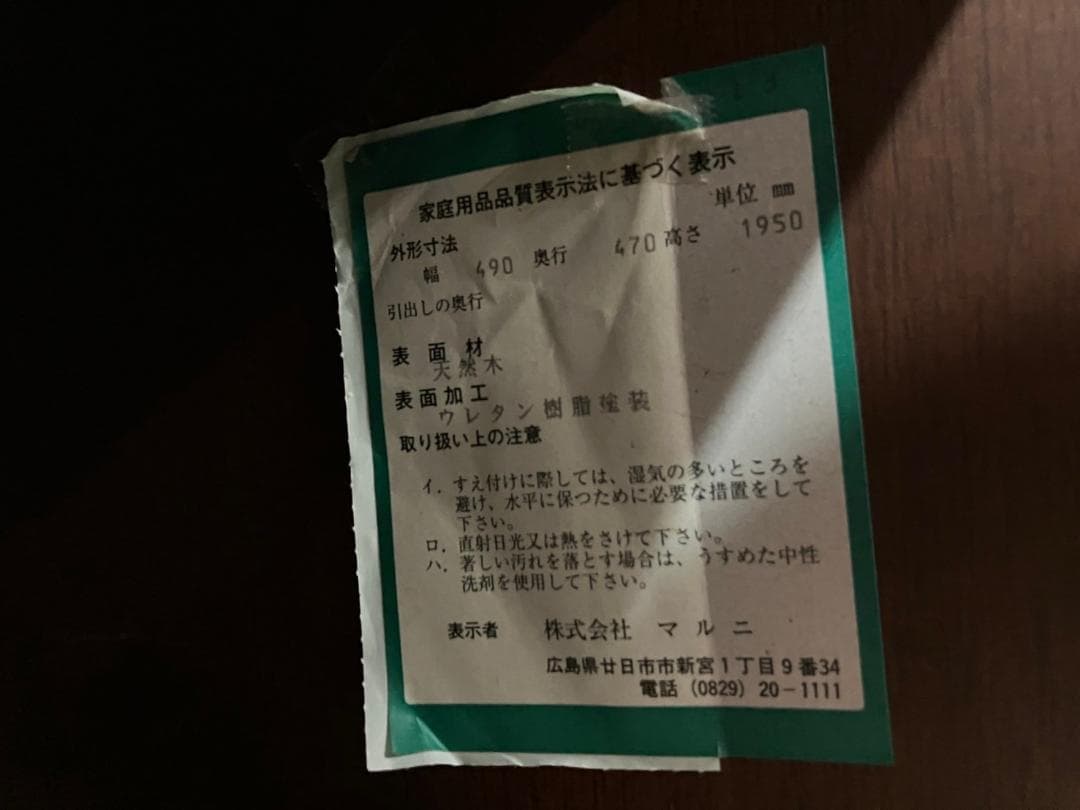 家庭用品品質表示法に基づく表示
単位 mm
外形寸法
幅 490 奥行 470 高さ 1950
引出しの奥行
表面材
天然木
表面加工
ウレタン樹脂塗装
取り扱い上の注意
イ. すえ付けに際しては、湿気の多いところを
避け、水平に保つために必要な措置をして
下さい。
ロ. 直射日光又は熱をさけて下さい。
ハ. 著しい汚れを落とす場合は、うすめた中性
洗剤を使用して下さい。
表示者 株式会社 マルニ
広島県廿日市市新宮1丁目9番34
電話 (0829) 20-1111